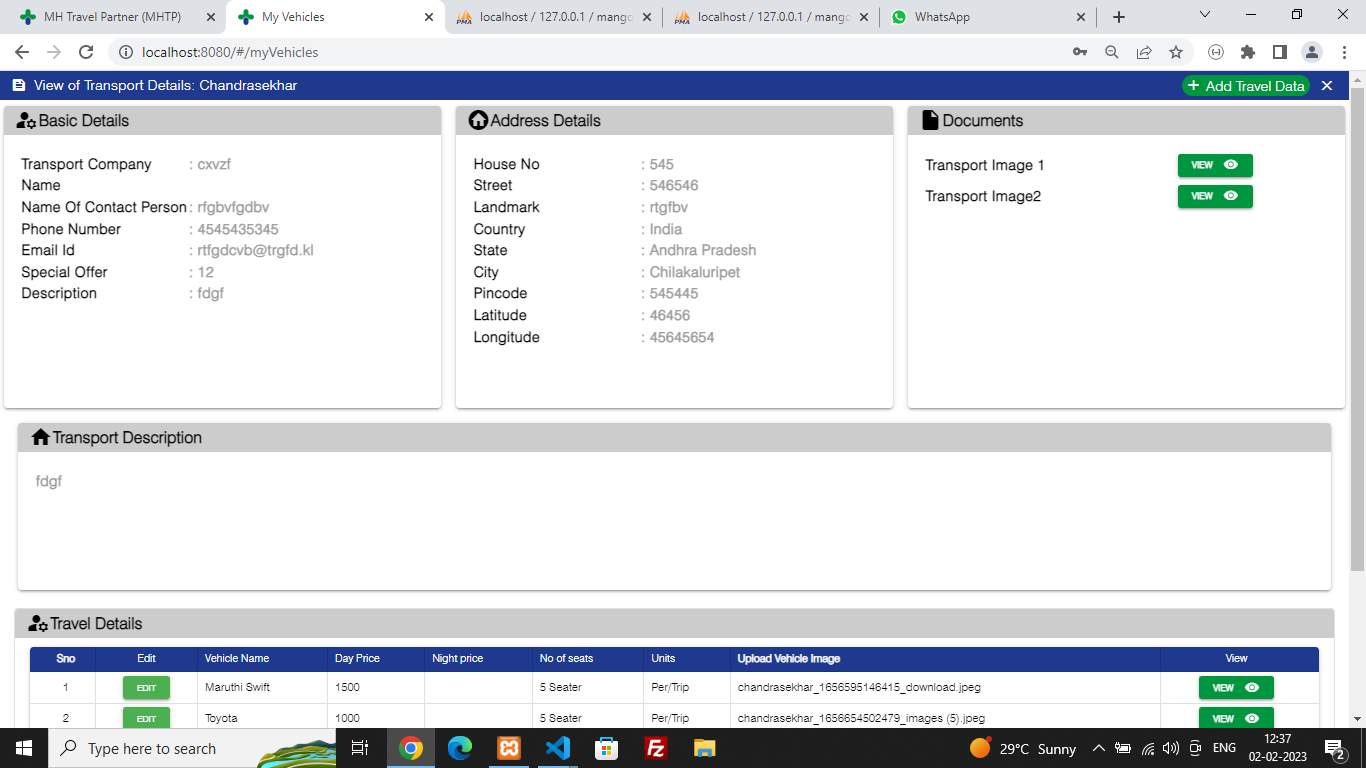 MH Travel Partner (MHTP)
My Vehicles
localhost / 127.0.0.1 / mango
localhost / 127.0.0.1 / mango
WhatsApp
localhost:8080/#/myVehicles
View of Transport Details: Chandrasekhar
+ Add Travel Data
Basic Details
Transport Company Name : cxvzf
Name Of Contact Person : rfgbvfgdbv
Phone Number : 4545435345
Email Id : rtfgdcvb@trgfd.kl
Special Offer : 12
Description : fdgf
Address Details
House No : 545
Street : 546546
Landmark : rtgfbv
Country : India
State : Andhra Pradesh
City : Chilakaluripet
Pincode : 545445
Latitude : 46456
Longitude : 45645654
Documents
Transport Image 1 VIEW
Transport Image2 VIEW
Transport Description
fdgf
Travel Details
Sno Edit Vehicle Name Day Price Night price No of seats Units Upload Vehicle Image View
1 EDIT Maruthi Swift 1500 5 Seater Per/Trip chandrasekhar_1656595146415_download.jpeg VIEW
2 EDIT Toyota 1000 5 Seater Per/Trip chandrasekhar_1656654502479_images (5).jpeg VIEW
Type here to search
29°C Sunny
ENG
12:37
02-02-2023
2